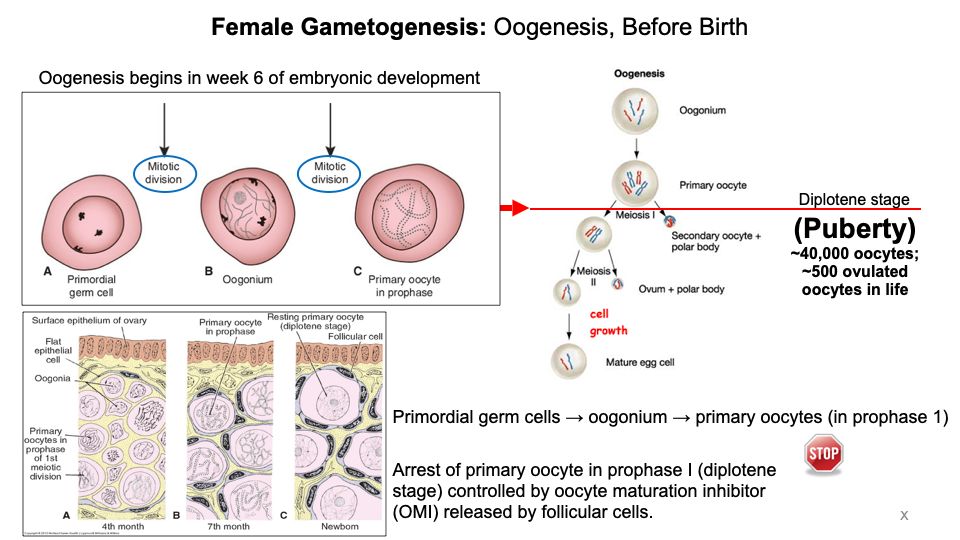 Female Gametogenesis: Oogenesis, Before Birth
Oogenesis begins in week 6 of embryonic development
Mitotic
division
Mitotic
division
A
Primordial
germ cell
B
Oogonium
C
Primary oocyte
in prophase
Oogenesis
Oogonium
Primary oocyte
Meiosis I
Secondary oocyte +
polar body
Meiosis
II
Ovum + polar body
cell
growth
Mature egg cell
Diplotene stage
(Puberty)
~40,000 oocytes;
~500 ovulated
oocytes in life
Surface epithelium of ovary
Flat
epithelial
cell
Oogonia
Primary
oocytes in
prophase
of 1st
meiotic
division
Primary oocyte
in prophase
Resting primary oocyte
(diplotene stage)
Follicular cell
A
4th month
B
7th month
C
Newborn
Primordial germ cells → oogonium → primary oocytes (in prophase 1)
STOP
Arrest of primary oocyte in prophase I (diplotene
stage) controlled by oocyte maturation inhibitor
(OMI) released by follicular cells.
X